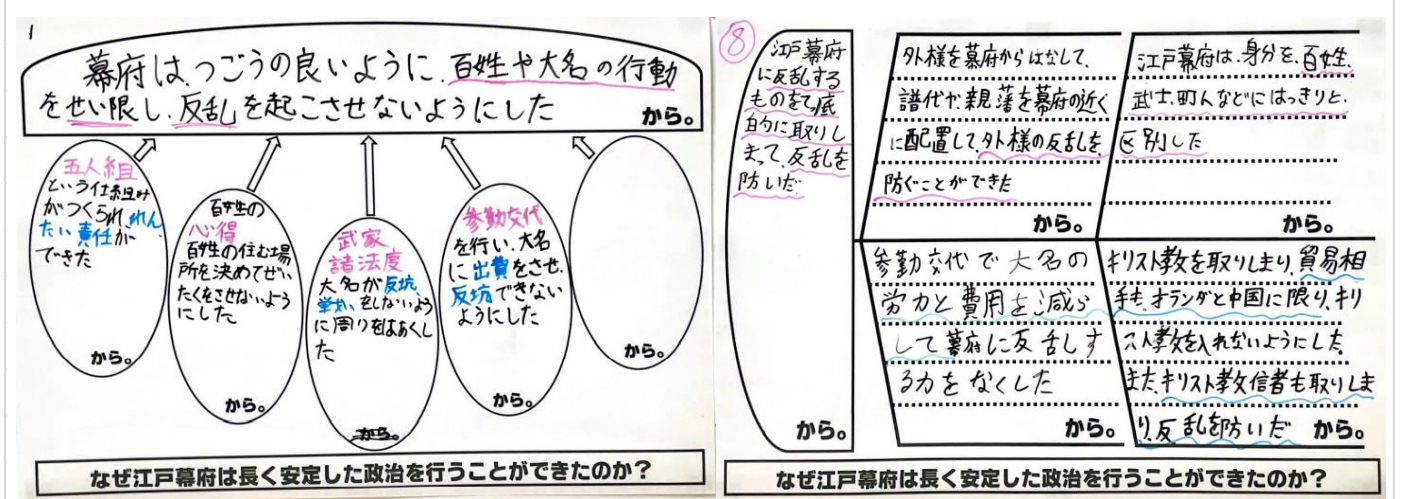 1
幕府は、つごうの良いように、百姓や大名の行動
をせい限し、反乱を起こさせないようにした
から。
五人組
という仕組み
がつくられ、れん
たい責任が
できた
から。
百姓の
心得
百姓の住む場
所を決めてぜい
たくをさせないよう
にした
から。
武家
諸法度
大名が反抗、
をしないよう
に周りをはあくし
た
から。
参勤交代
を行い、大名
に出費をさせ、
反抗できない
ようにした
から。
から。
なぜ江戸幕府は長く安定した政治を行うことができたのか？
8
江戸幕府
に反乱する
ものをてっ底
的に取りし
まって、反乱を
防いだ
から。
外様を幕府からはなして、
譜代や、親藩を幕府の近く
に配置して、外様の反乱を
防ぐことができた
から。
江戸幕府は、身分を、百姓、
武士、町人などにはっきりと、
区別した
から。
参勤交代で大名の
労力と費用を減ら
して幕府に反乱す
る力をなくした
から。
キリスト教を取りしまり、貿易相
手も、オランダと中国に限り、キリ
スト教を入れないようにした。
また、キリスト教信者も取りしま
り、反乱を防いだ
から。
なぜ江戸幕府は長く安定した政治を行うことができたのか？